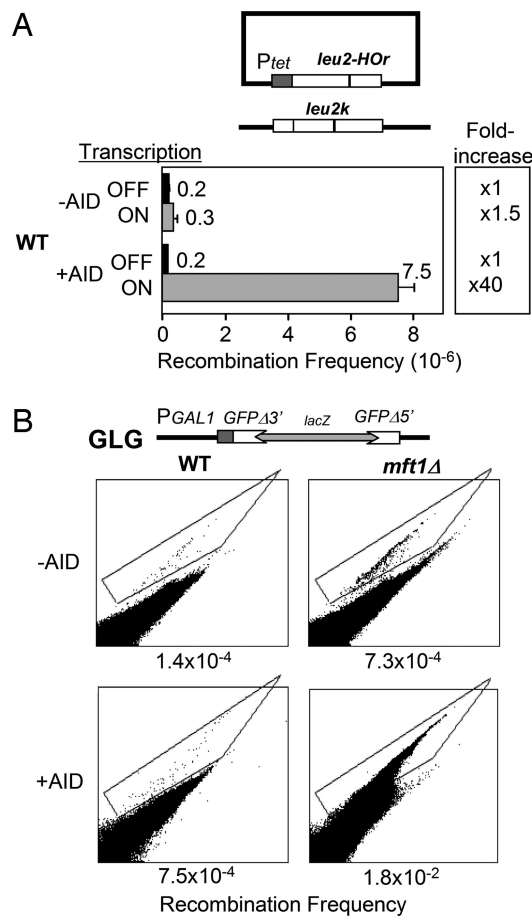 A
Ptet leu2-HOr
leu2k
Transcription
Fold-increase
WT
-AID OFF 0.2 x1
ON 0.3 x1.5
+AID OFF 0.2 x1
ON 7.5 x40
0 2 4 6 8
Recombination Frequency (10-6)
B
GLG
PGAL1 GFPΔ3' lacZ GFPΔ5'
WT mft1Δ
-AID
1.4x10-4 7.3x10-4
+AID
7.5x10-4 1.8x10-2
Recombination Frequency